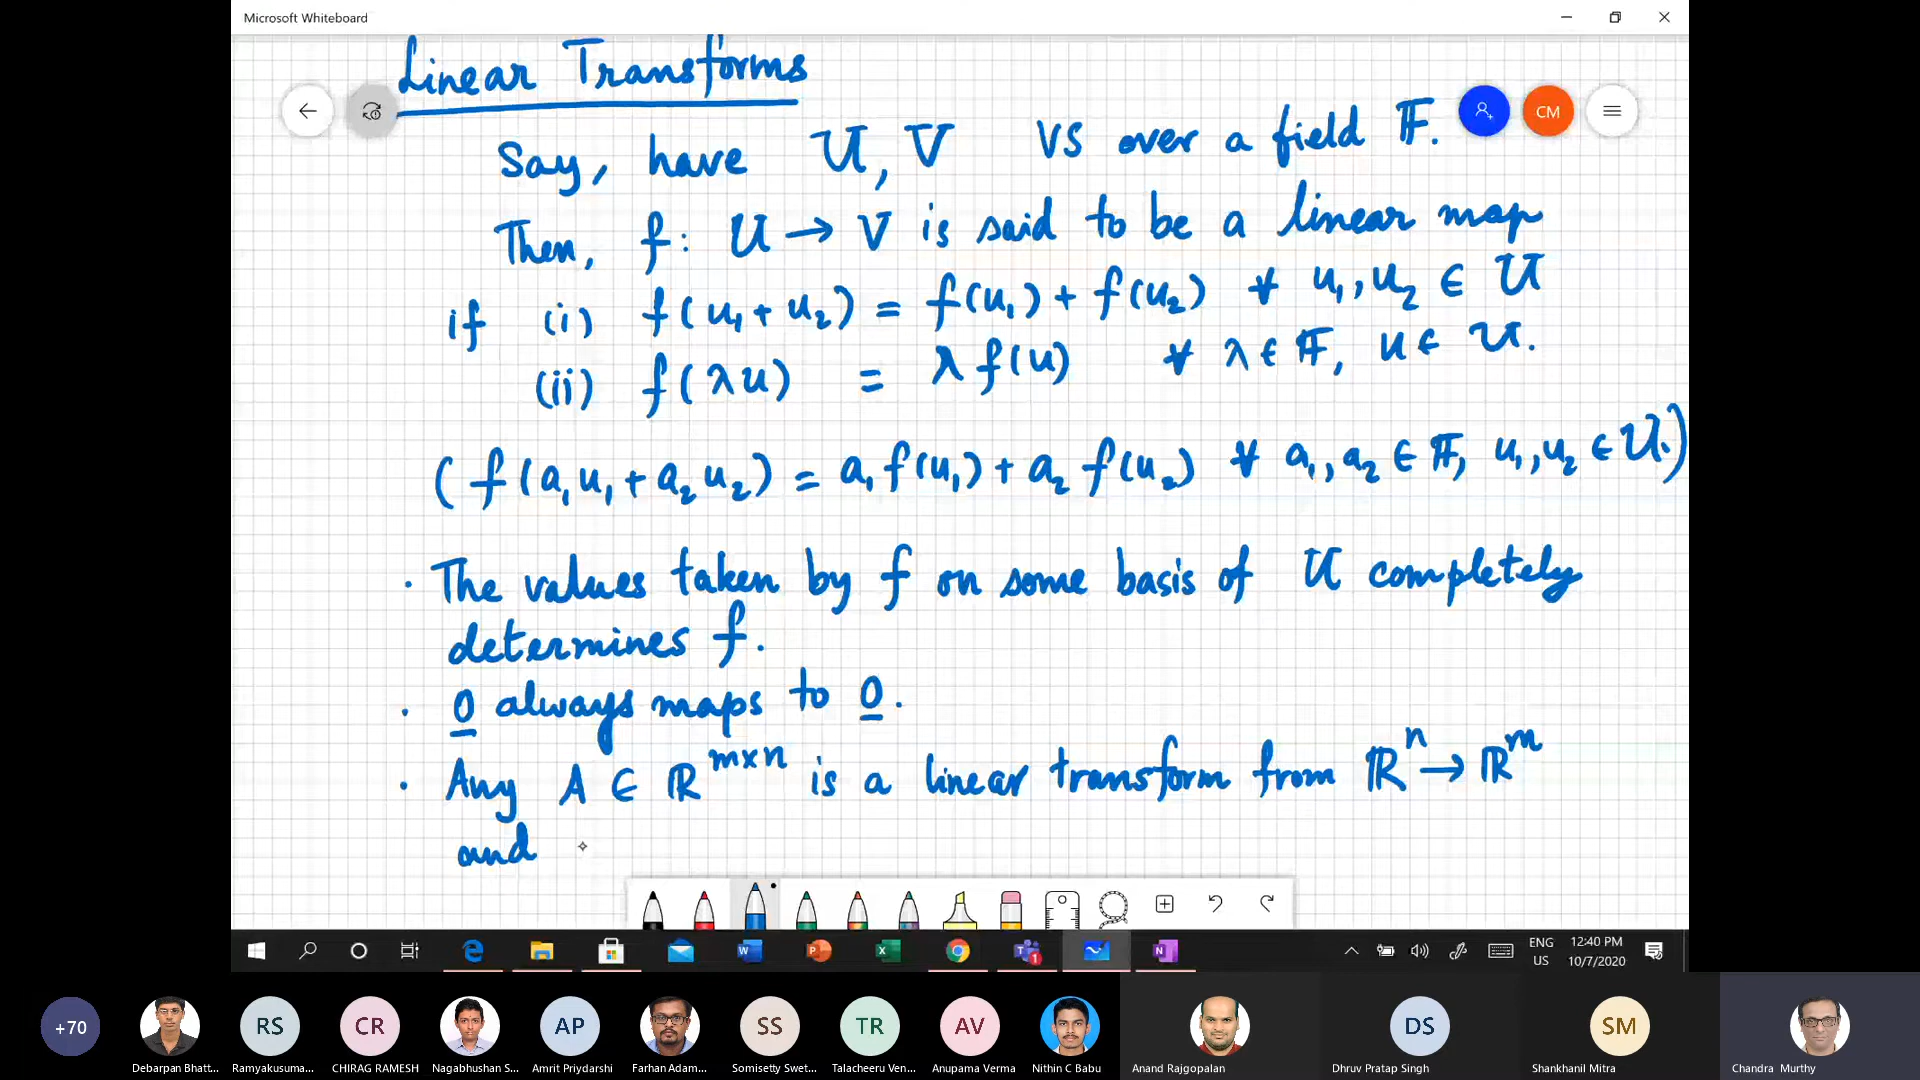 Microsoft Whiteboard
Linear Transforms
CM
Say, have U, V VS over a field 𝔽.
Then, f: U → V is said to be a linear map
if (i) f(u₁ + u₂) = f(u₁) + f(u₂) ∀ u₁, u₂ ∈ U
(ii) f(λu) = λ f(u) ∀ λ ∈ 𝔽, u ∈ U.
(f(a₁u₁ + a₂u₂) = a₁f(u₁) + a₂ f(u₂) ∀ a₁, a₂ ∈ 𝔽, u₁, u₂ ∈ U.)
· The values taken by f on some basis of U completely
determines f.
· 0 always maps to 0.
· Any A ∈ ℝᵐˣⁿ is a linear transform from ℝⁿ → ℝᵐ
and
ENG
US
12:40 PM
10/7/2020
+70
RS
CR
AP
SS
TR
AV
DS
SM
Debarpan Bhatt...
Ramyakusuma...
CHIRAG RAMESH
Nagabhushan S...
Amrit Priydarshi
Farhan Adam...
Somisetty Swet...
Talacheeru Ven...
Anupama Verma
Nithin C Babu
Anand Rajgopalan
Dhruv Pratap Singh
Shankhanil Mitra
Chandra Murthy